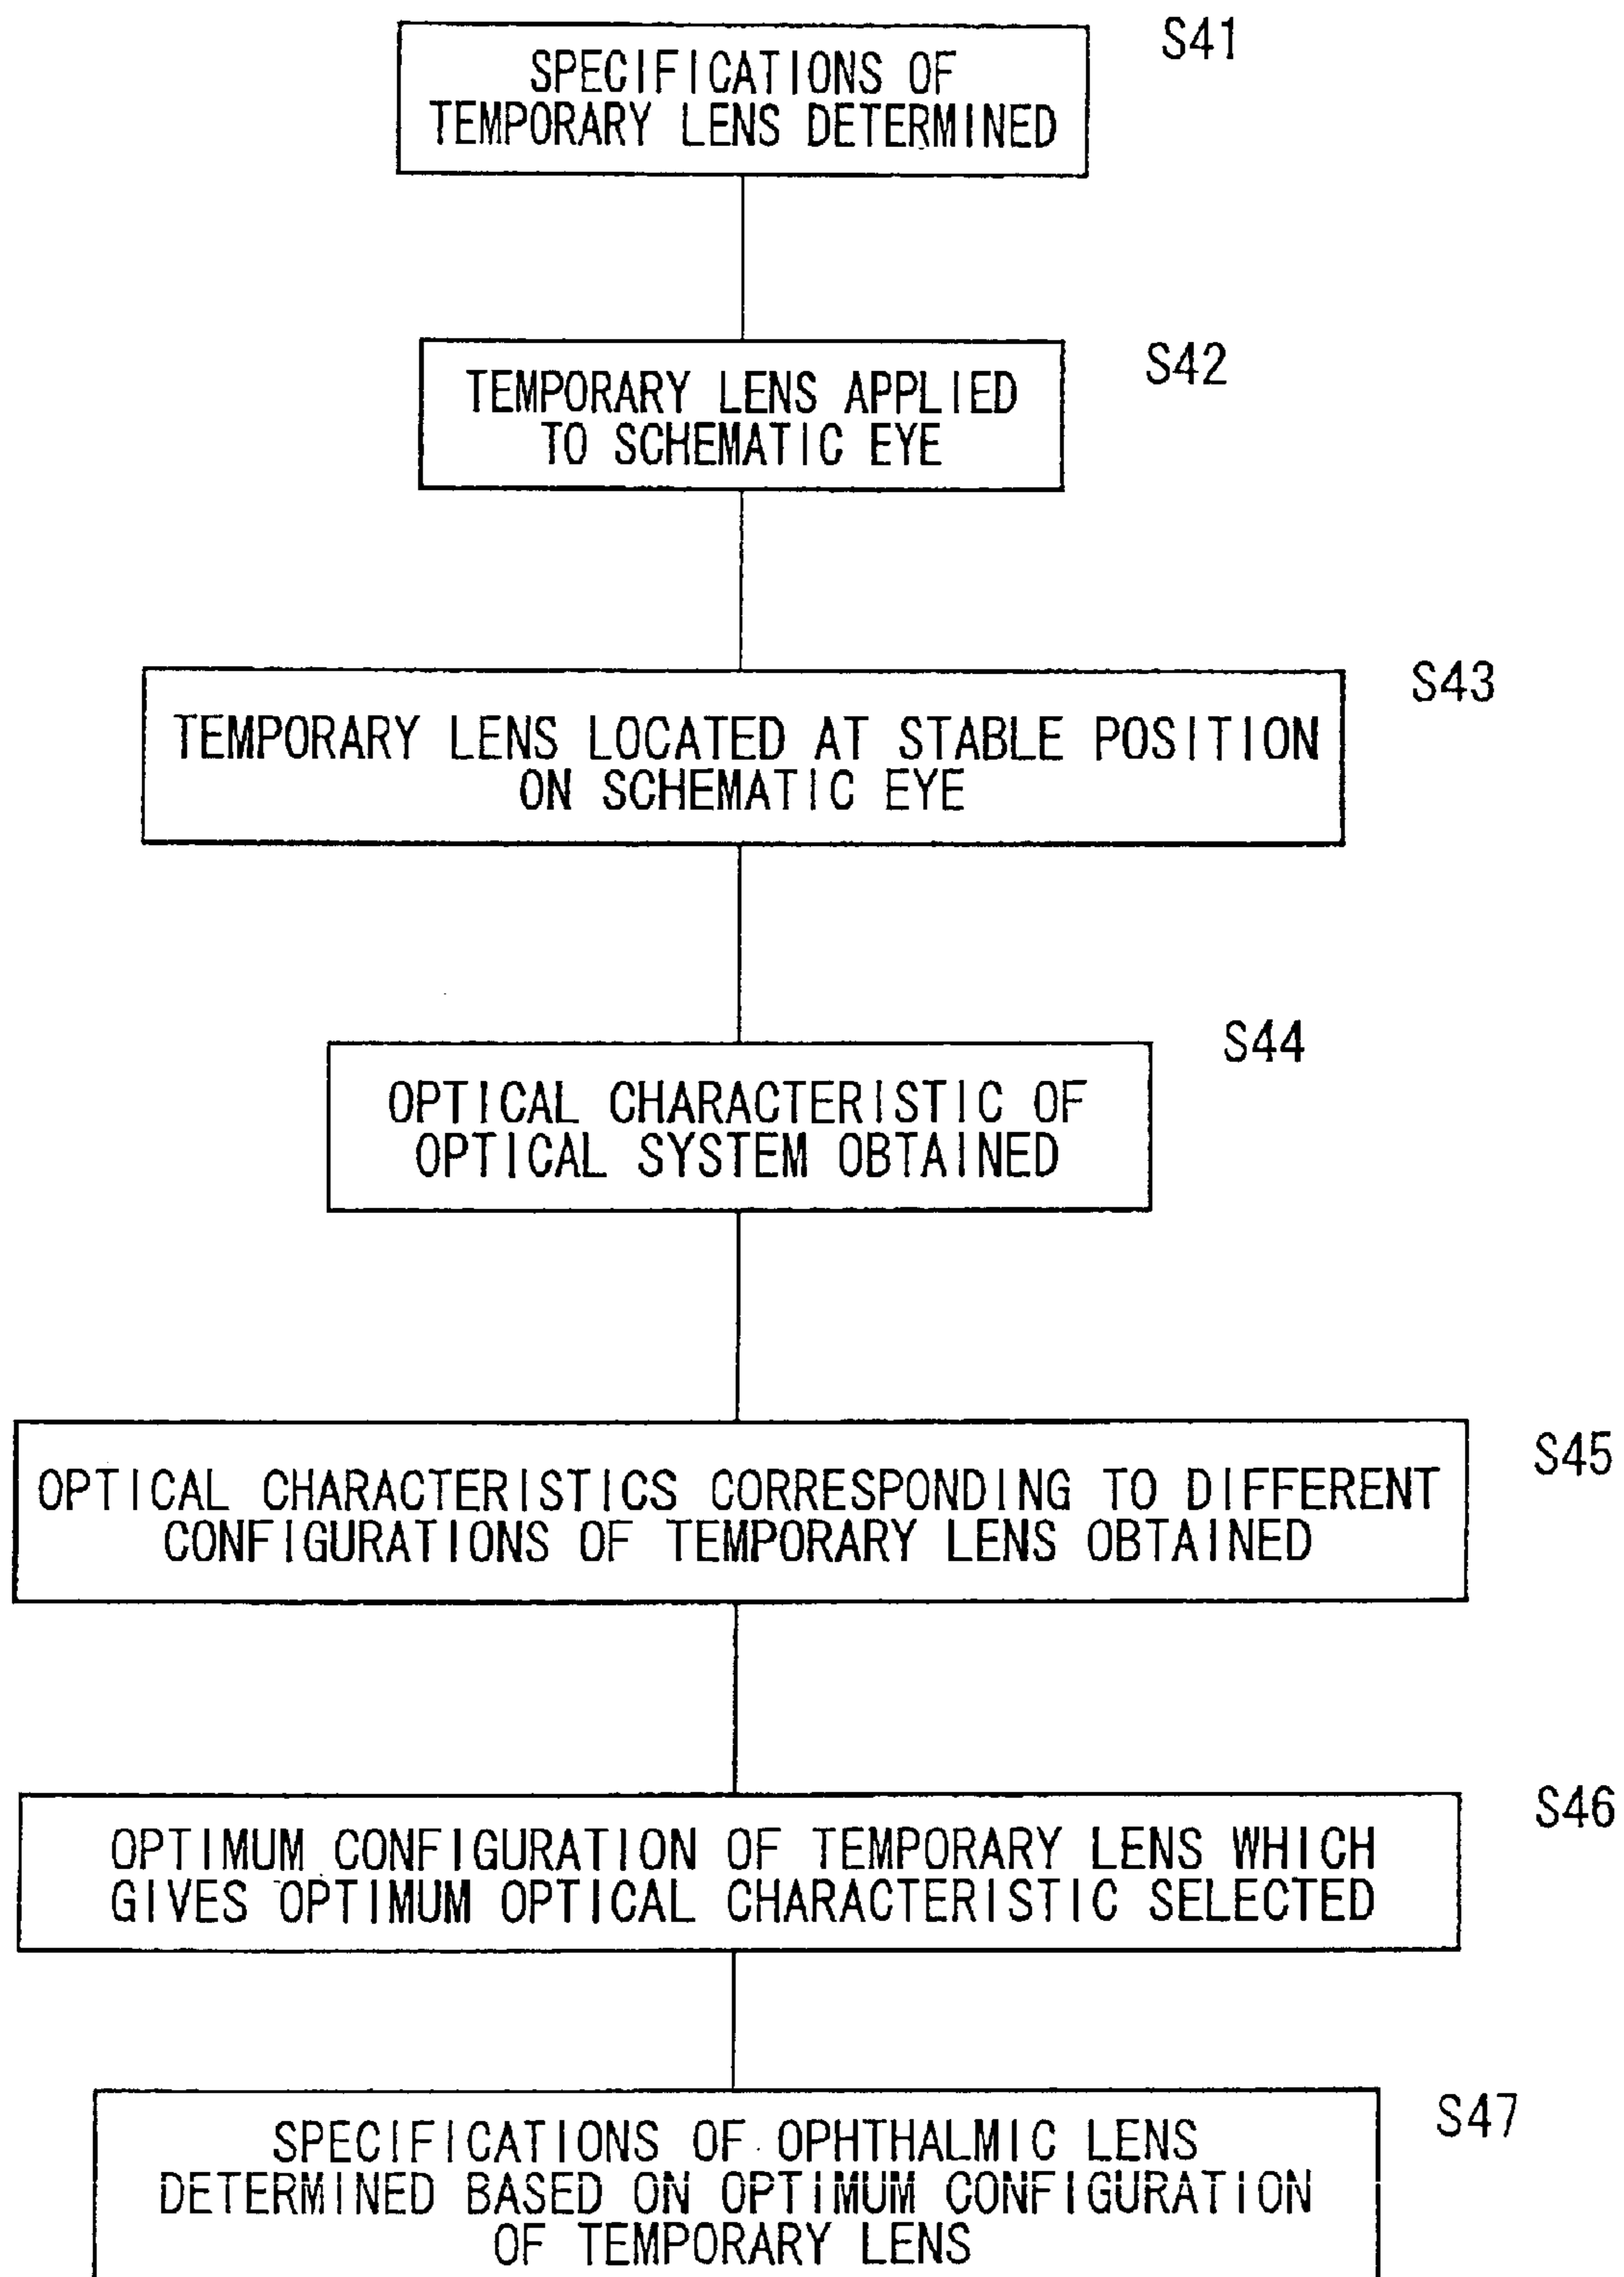 S41
SPECIFICATIONS OF
TEMPORARY LENS DETERMINED
S42
TEMPORARY LENS APPLIED
TO SCHEMATIC EYE
S43
TEMPORARY LENS LOCATED AT STABLE POSITION
ON SCHEMATIC EYE
S44
OPTICAL CHARACTERISTIC OF
OPTICAL SYSTEM OBTAINED
S45
OPTICAL CHARACTERISTICS CORRESPONDING TO DIFFERENT
CONFIGURATIONS OF TEMPORARY LENS OBTAINED
S46
OPTIMUM CONFIGURATION OF TEMPORARY LENS WHICH
GIVES OPTIMUM OPTICAL CHARACTERISTIC SELECTED
S47
SPECIFICATIONS OF OPHTHALMIC LENS
DETERMINED BASED ON OPTIMUM CONFIGURATION
OF TEMPORARY LENS